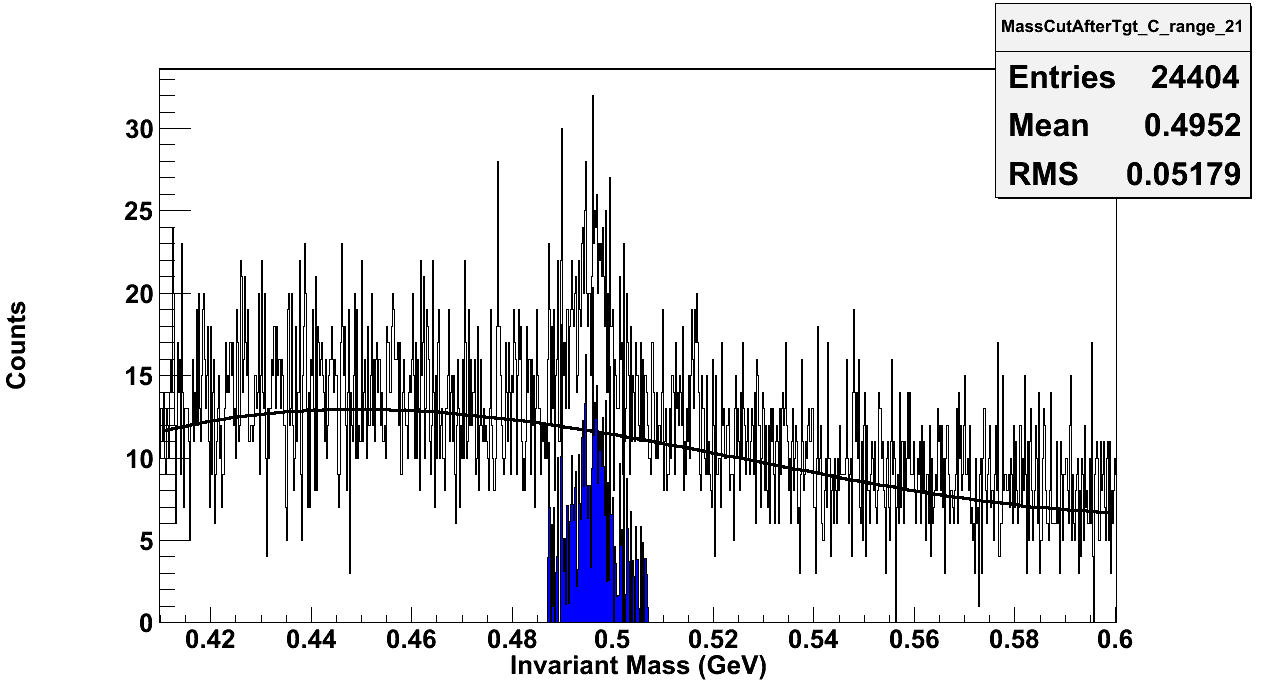 MassCutAfterTgt_C_range_21
Entries 24404
Mean 0.4952
RMS 0.05179
Counts
30
25
20
15
10
5
0
0.42 0.44 0.46 0.48 0.5 0.52 0.54 0.56 0.58 0.6
Invariant Mass (GeV)